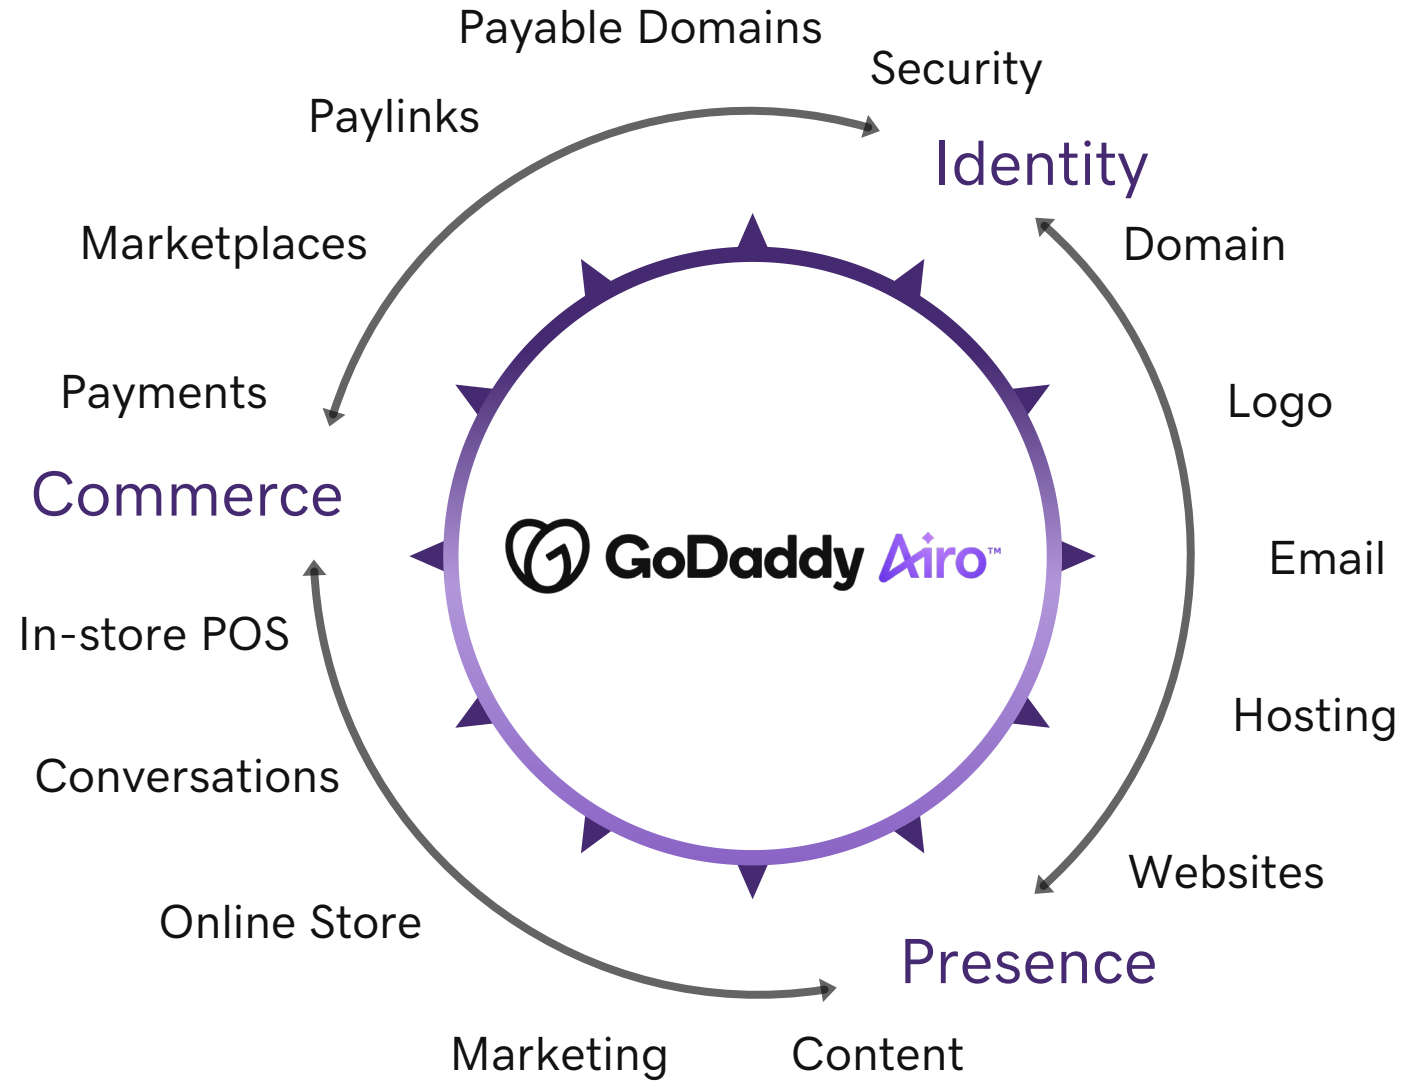 Payable Domains
Security
Paylinks
Identity
Marketplaces
Domain
Payments
Logo
Commerce
GoDaddy Airo™
Email
In-store POS
Hosting
Conversations
Websites
Online Store
Presence
Marketing
Content